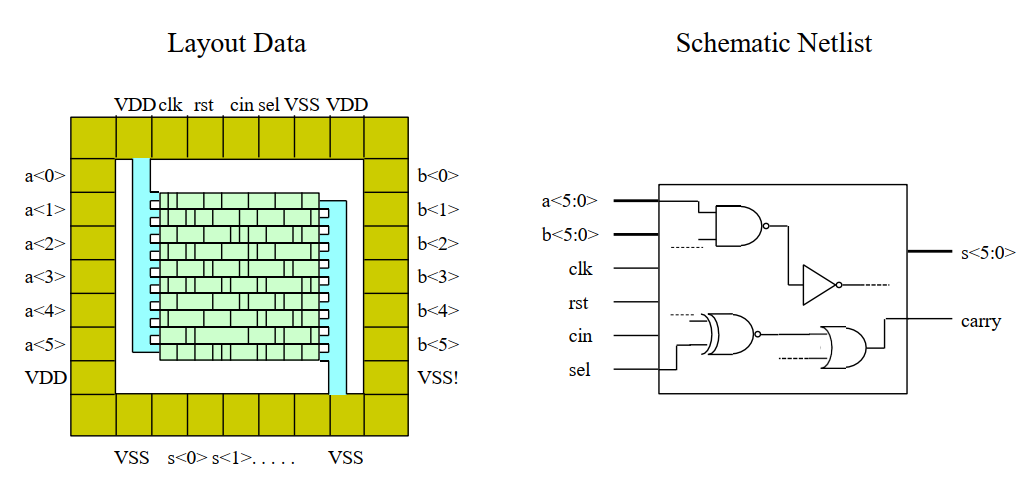 Layout Data
Schematic Netlist
VDD clk rst cin sel VSS VDD
a<0>
b<0>
a<1>
b<1>
a<2>
b<2>
a<3>
b<3>
a<4>
b<4>
a<5>
b<5>
VDD
VSS!
VSS s<0> s<1>. . . . . VSS
a<5:0>
b<5:0>
clk
rst
cin
sel
s<5:0>
carry